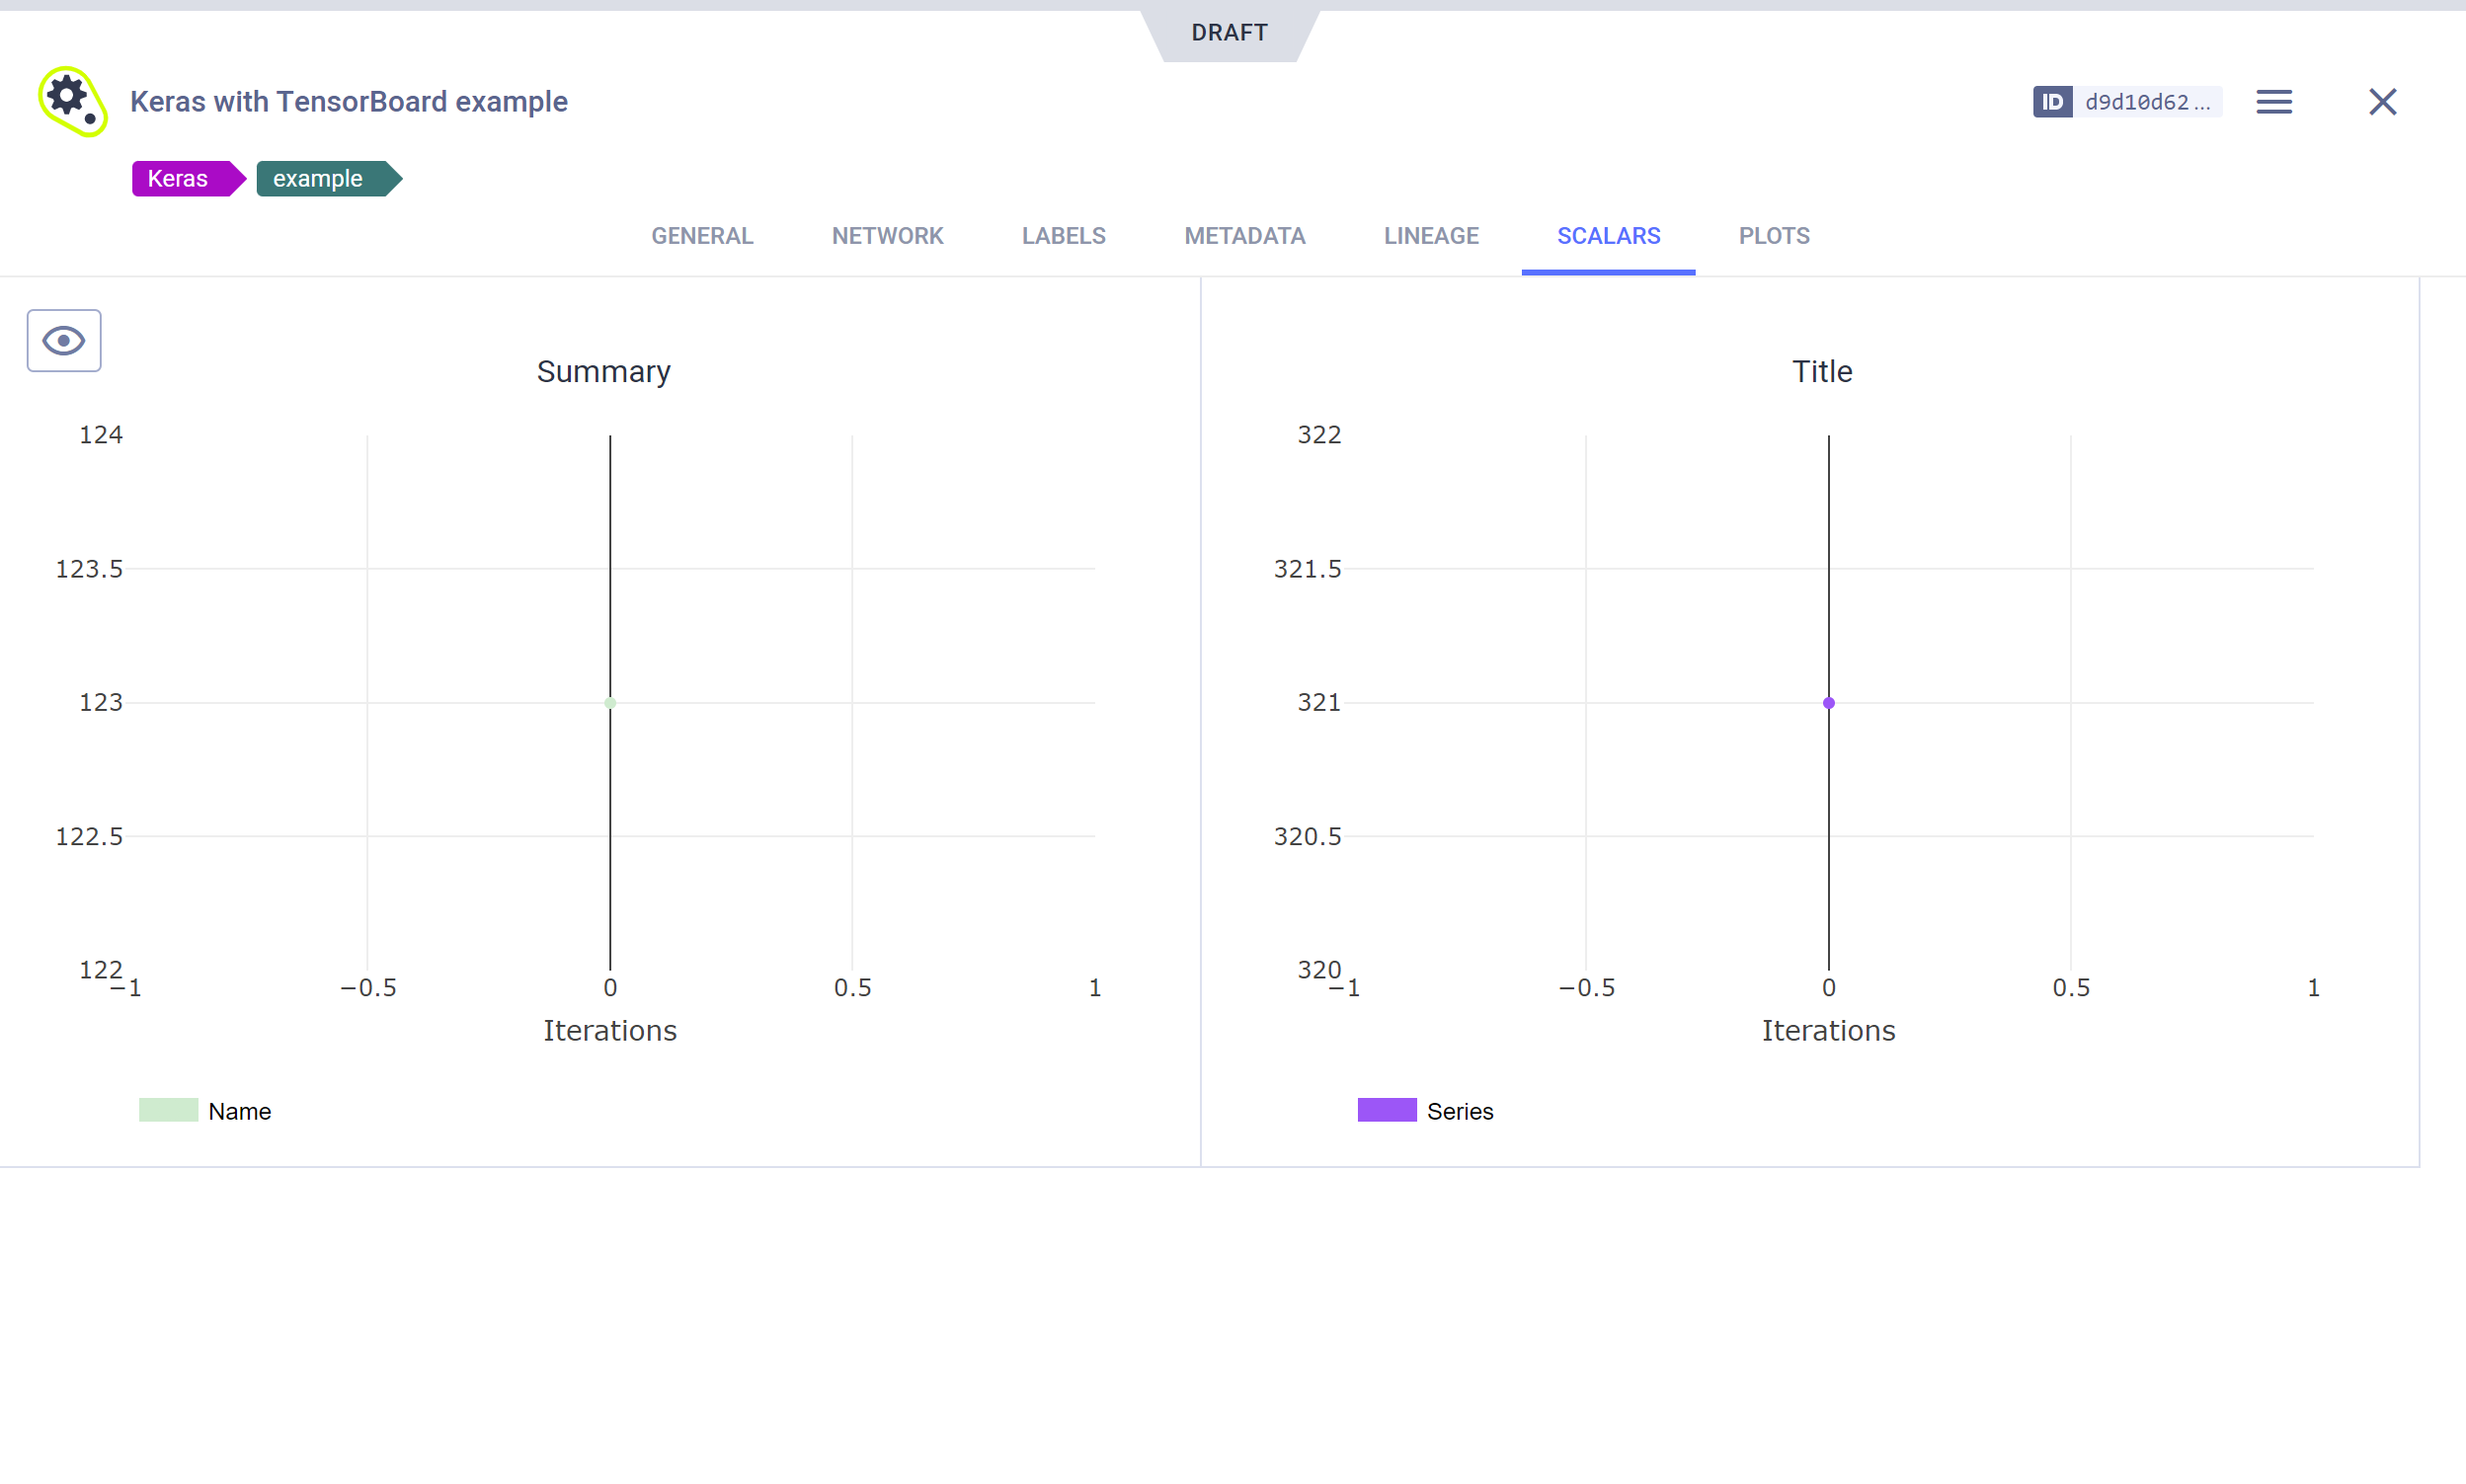 DRAFT
Keras with TensorBoard example
ID d9d10d62...
Keras example
GENERAL NETWORK LABELS METADATA LINEAGE SCALARS PLOTS
Summary
124
123.5
123
122.5
122
−1 −0.5 0 0.5 1
Iterations
Name
Title
322
321.5
321
320.5
320
−1 −0.5 0 0.5 1
Iterations
Series